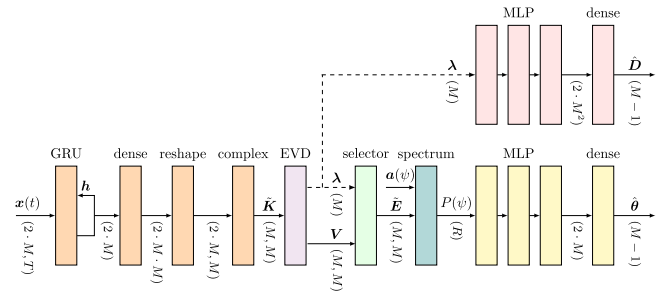 MLP dense
λ D̂
(M) (2 · M²) (M − 1)
GRU dense reshape complex EVD selector spectrum MLP dense
h λ a(ψ)
x(t) K̃ (M) Ẽ P(ψ) θ̂
(2 · M, T) (2 · M) (2 · M · M) (2 · M, M) (M, M) V (M, M) (R) (2 · M) (M − 1)
(M, M)